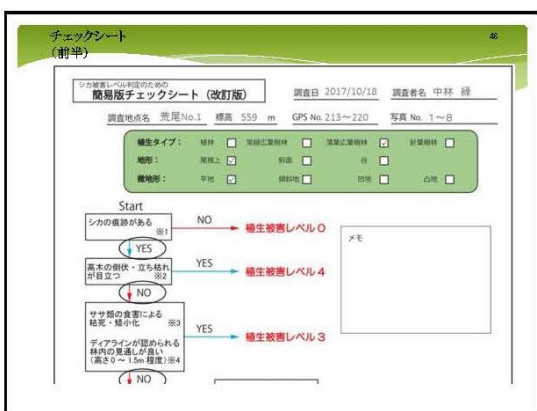 チェックシート
(前半)
46
シカ被害レベル判定のための
簡易版チェックシート（改訂版）
調査日 2017/10/18 調査者名 中林 緑
調査地点名 荒尾No.1 標高 559 m GPS No. 213～220 写真 No. 1～8
植生タイプ： 植林 □ 常緑広葉樹林 □ 落葉広葉樹林 ☑ 針葉樹林 □
地形： 尾根上 ☑ 斜面 □ 谷 □
微地形： 平地 ☑ 傾斜地 □ 凹地 □ 凸地 □
Start
シカの痕跡がある ※1
NO
植生被害レベル０
メモ
YES
高木の倒伏・立ち枯れ
が目立つ ※2
YES
植生被害レベル４
NO
ササ類の食害による
枯死・矮小化 ※3
ディアラインが認められる
林内の見通しが良い
（高さ０～1.5m 程度）※4
YES
植生被害レベル３
NO